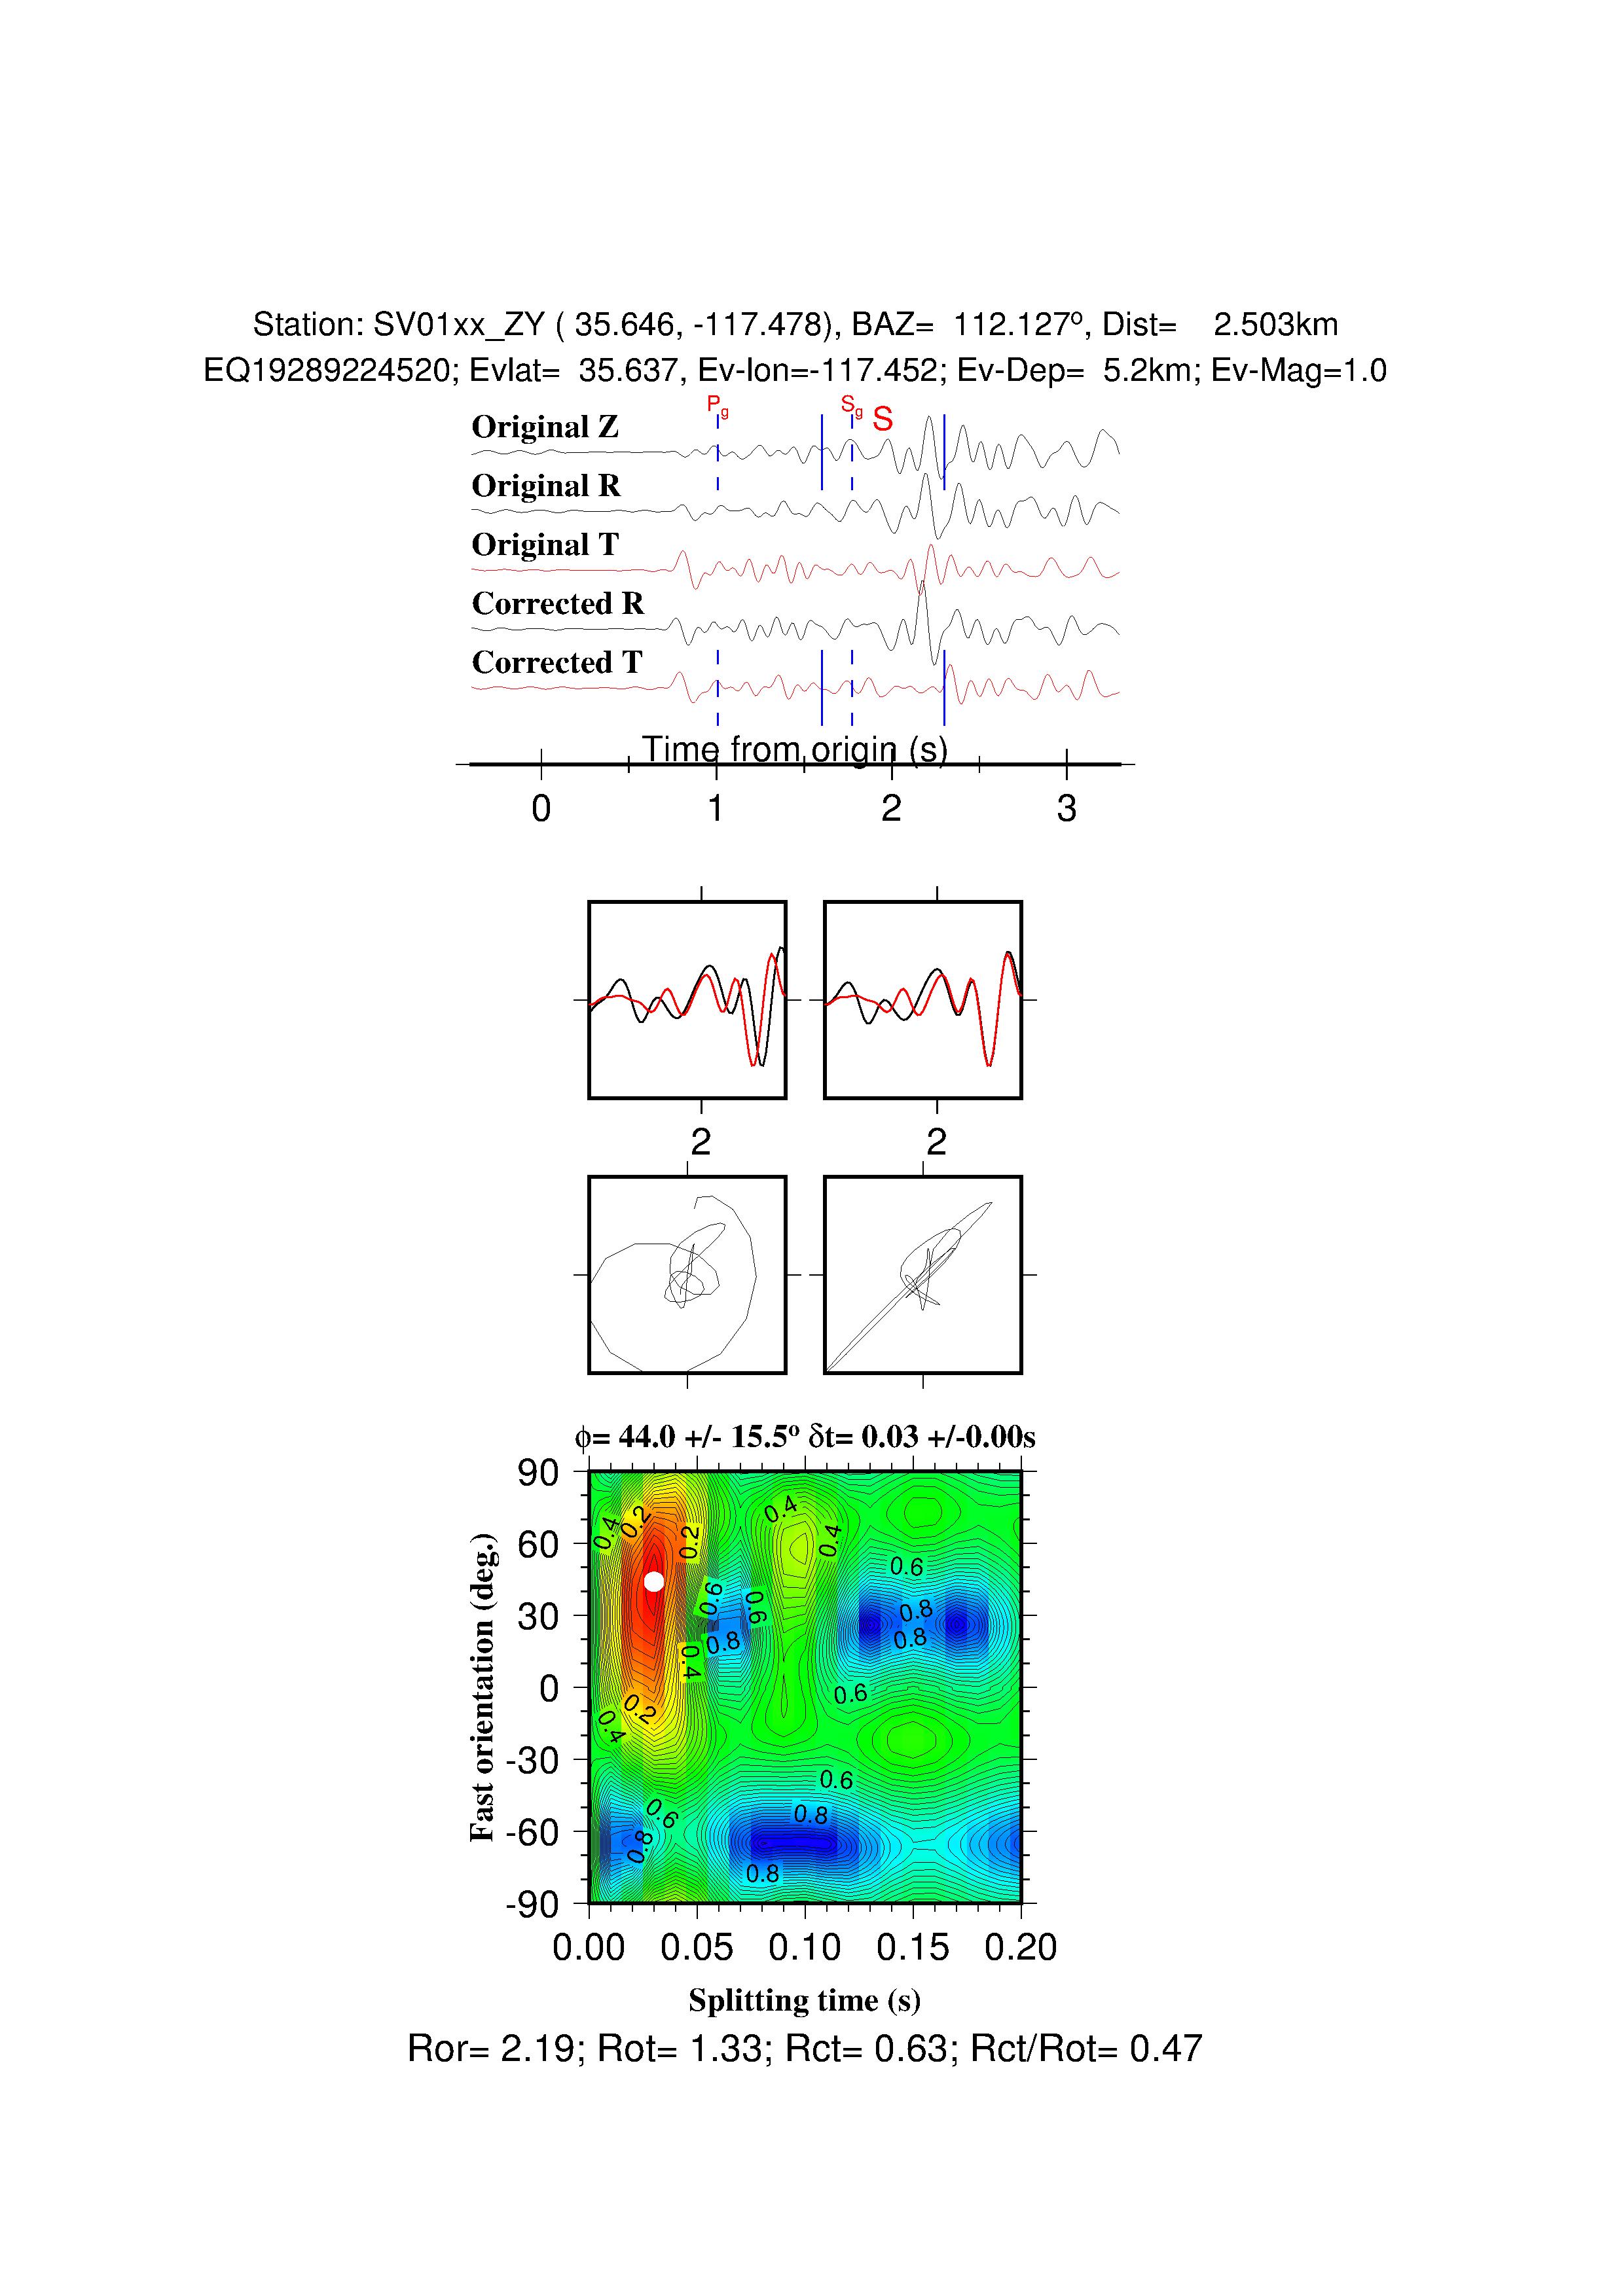 Station: SV01xx_ZY ( 35.646, -117.478), BAZ= 112.127º, Dist= 2.503km
EQ19289224520; Evlat= 35.637, Ev-lon=-117.452; Ev-Dep= 5.2km; Ev-Mag=1.0
Pg Sg S
Original Z
Original R
Original T
Corrected R
Corrected T
Time from origin (s)
0 1 2 3
2 2
ϕ= 44.0 +/- 15.5º δt= 0.03 +/-0.00s
Fast orientation (deg.)
90
60
30
0
-30
-60
-90
0.4 0.2 0.2 0.4 0.4
0.6
0.6 0.6 0.8
0.8 0.8
0.4
0.2 0.6
0.4
0.6
0.6 0.8
0.8
0.8
0.00 0.05 0.10 0.15 0.20
Splitting time (s)
Ror= 2.19; Rot= 1.33; Rct= 0.63; Rct/Rot= 0.47